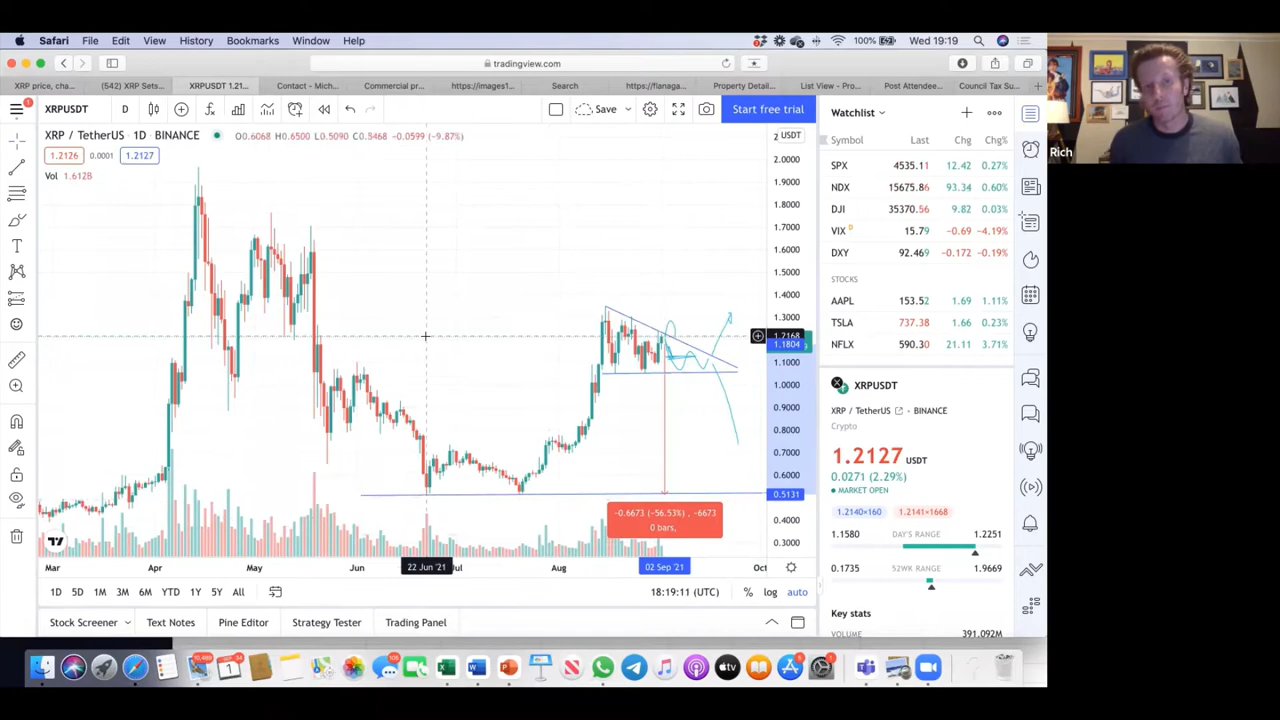 Safari File Edit View History Bookmarks Window Help 100% Wed 19:19
tradingview.com
XRP price, cha... (542) XRP Sets... XRPUSDT 1.21... Contact - Mich... Commercial pr... https://images1... https://flanaga... Search Property Detail... List View - Pro... Post Attende... Council Tax Su...
XRPUSDT D Save Start free trial
XRP / TetherUS · 1D · BINANCE O0.6068 H0.6500 L0.5090 C0.5468 -0.0599 (-9.87%)
1.2126 0.0001 1.2127
Vol 1.612B
USDT
2.0000
1.9000
1.8000
1.7000
1.6000
1.5000
1.4000
1.3000
1.2168
1.1804
1.1000
1.0000
0.9000
0.8000
0.7000
0.6000
0.5131
0.4000
0.3000
-0.6673 (-56.53%) , -6673
0 bars,
Mar Apr May Jun 22 Jun '21 Jul Aug 02 Sep '21 Oct
1D 5D 1M 3M 6M YTD 1Y 5Y All 18:19:11 (UTC) % log auto
Stock Screener Text Notes Pine Editor Strategy Tester Trading Panel
Watchlist
Symbol Last Chg Chg%
SPX 4535.11 12.42 0.27%
NDX 15675.86 93.34 0.60%
DJI 35370.56 9.82 0.03%
VIX D 15.79 -0.69 -4.19%
DXY 92.469 -0.172 -0.19%
STOCKS
AAPL 153.52 1.69 1.11%
TSLA 737.38 1.66 0.23%
NFLX 590.30 21.11 3.71%
XRPUSDT
XRP / TetherUS · BINANCE
Crypto
1.2127 USDT
0.0271 (2.29%)
MARKET OPEN
1.2140×160 1.2141×1668
1.1580 DAY'S RANGE 1.2251
0.1735 52WK RANGE 1.9669
Key stats
VOLUME 391.092M
Rich